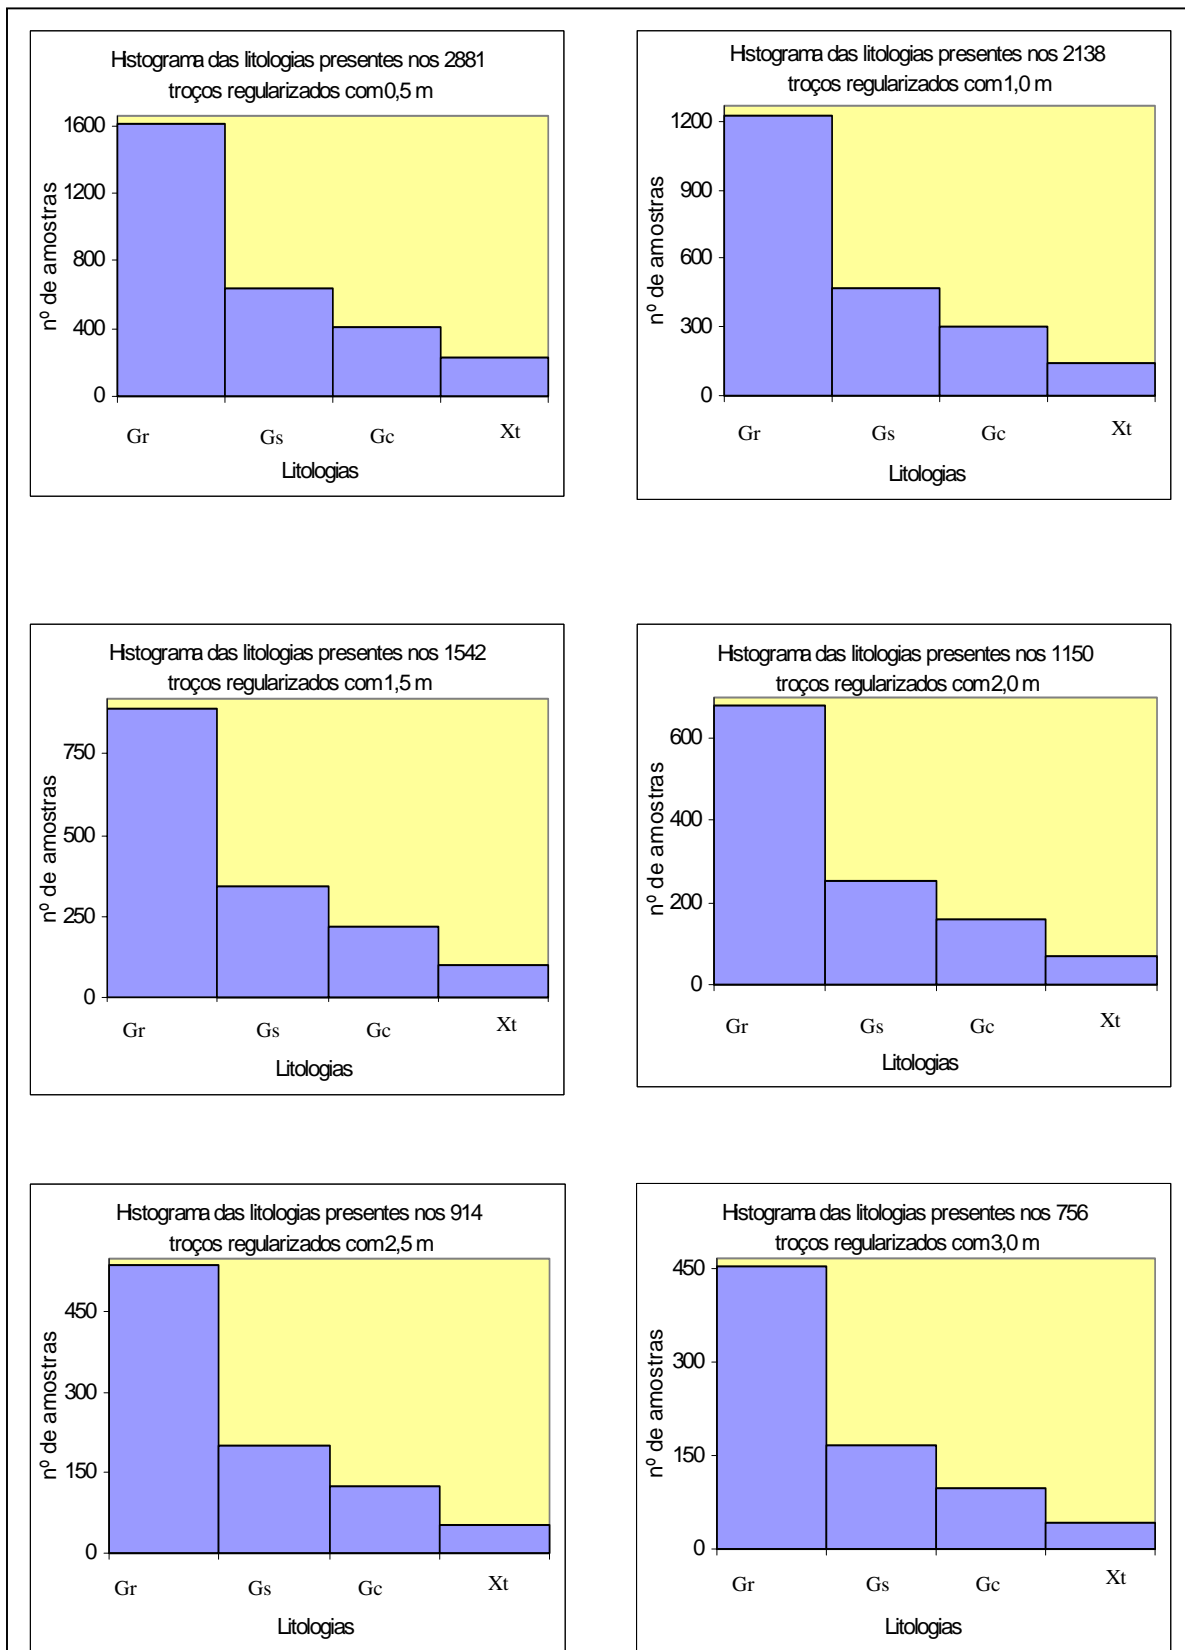 Histograma das litologias presentes nos 2881
troços regularizados com 0,5 m
nº de amostras
1600
1200
800
400
0
Gr Gs Gc Xt
Litologias
Histograma das litologias presentes nos 2138
troços regularizados com 1,0 m
nº de amostras
1200
900
600
300
0
Gr Gs Gc Xt
Litologias
Histograma das litologias presentes nos 1542
troços regularizados com 1,5 m
nº de amostras
750
500
250
0
Gr Gs Gc Xt
Litologias
Histograma das litologias presentes nos 1150
troços regularizados com 2,0 m
nº de amostras
600
400
200
0
Gr Gs Gc Xt
Litologias
Histograma das litologias presentes nos 914
troços regularizados com 2,5 m
nº de amostras
450
300
150
0
Gr Gs Gc Xt
Litologias
Histograma das litologias presentes nos 756
troços regularizados com 3,0 m
nº de amostras
450
300
150
0
Gr Gs Gc Xt
Litologias